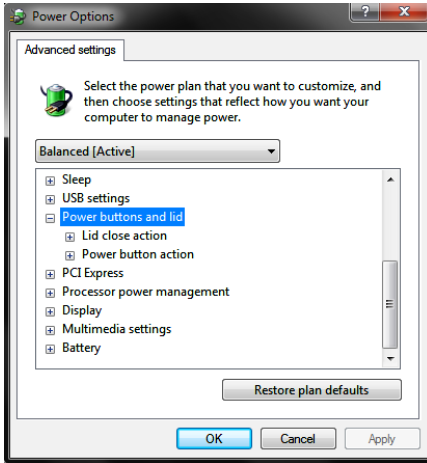 Power Options
Advanced settings
Select the power plan that you want to customize, and
then choose settings that reflect how you want your
computer to manage power.
Balanced [Active]
Sleep
USB settings
Power buttons and lid
Lid close action
Power button action
PCI Express
Processor power management
Display
Multimedia settings
Battery
Restore plan defaults
OK Cancel Apply